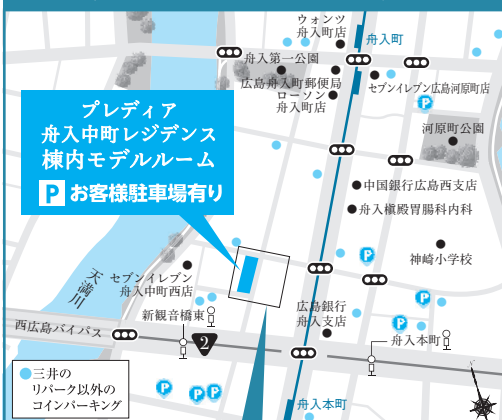 ウォンツ
舟入町店
舟入町
舟入第一公園
広島舟入町郵便局
ローソン
舟入町店
セブンイレブン広島河原町店
P
河原町公園
プレディア
舟入中町レジデンス
棟内モデルルーム
P お客様駐車場有り
中国銀行広島西支店
舟入槇殿胃腸科内科
神崎小学校
P
天満川
セブンイレブン
舟入中町西店
新観音橋東
広島銀行
舟入支店
P
P
西広島バイパス
2
舟入本町
三井の
リパーク以外の
コインパーキング
P
P
P
舟入本町